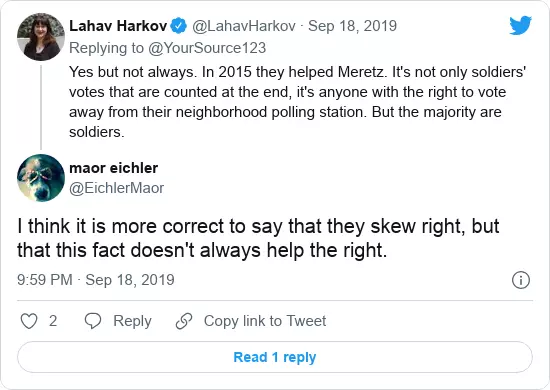 Lahav Harkov @LahavHarkov · Sep 18, 2019
Replying to @YourSource123
Yes but not always. In 2015 they helped Meretz. It's not only soldiers'
votes that are counted at the end, it's anyone with the right to vote
away from their neighborhood polling station. But the majority are
soldiers.
maor eichler
@EichlerMaor
I think it is more correct to say that they skew right, but
that this fact doesn't always help the right.
9:59 PM · Sep 18, 2019
2 Reply Copy link to Tweet
Read 1 reply